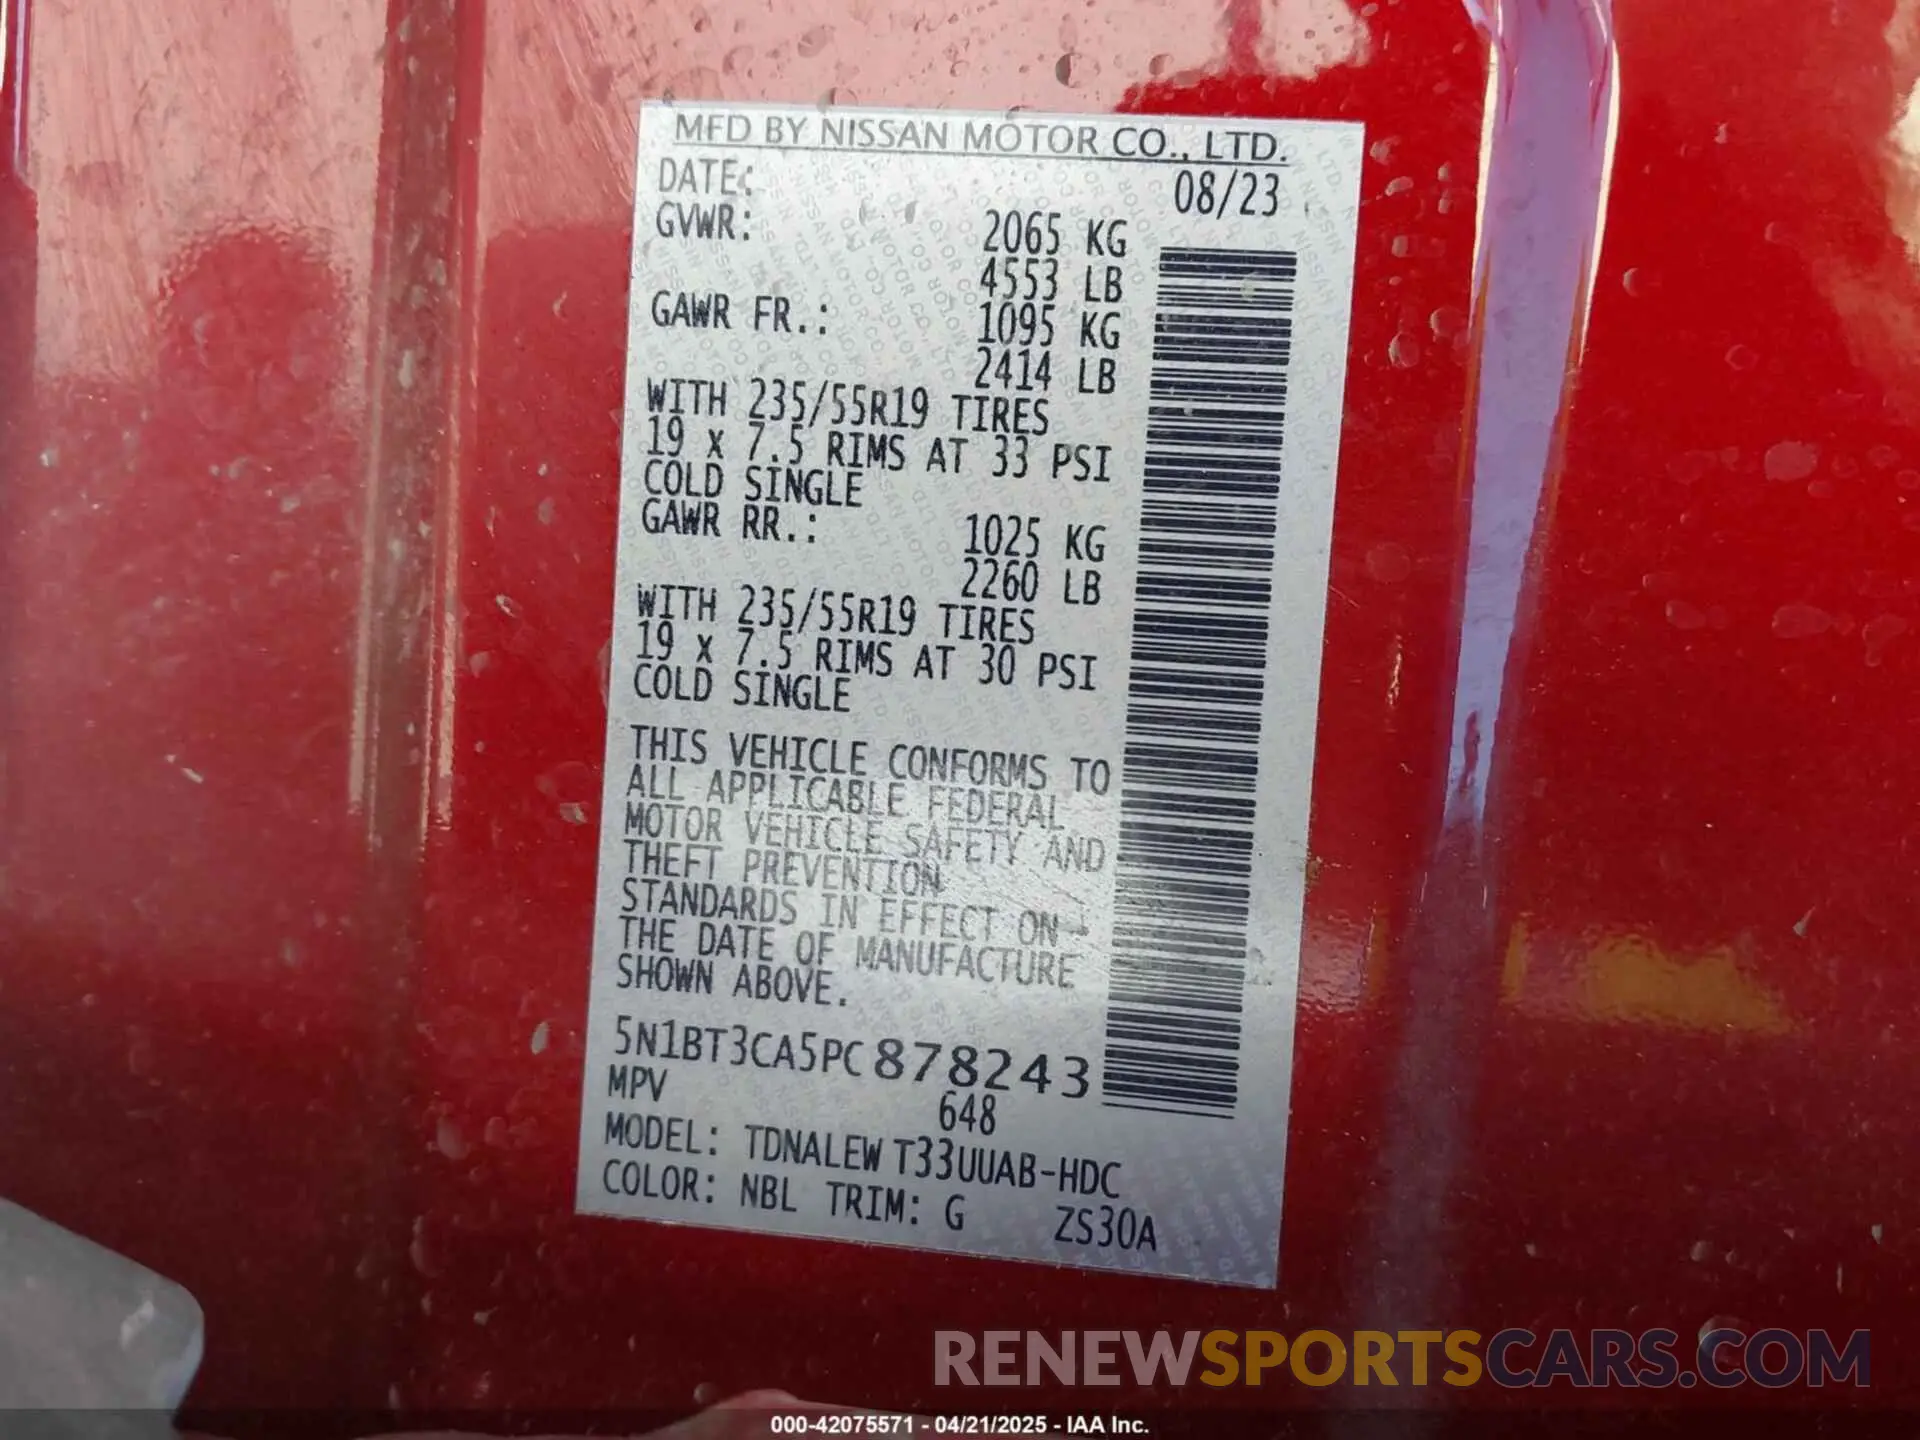 MFD BY NISSAN MOTOR CO., LTD.
DATE: 08/23
GVWR: 2065 KG
4553 LB
GAWR FR.: 1095 KG
2414 LB
WITH 235/55R19 TIRES
19 x 7.5 RIMS AT 33 PSI
COLD SINGLE
GAWR RR.: 1025 KG
2260 LB
WITH 235/55R19 TIRES
19 x 7.5 RIMS AT 30 PSI
COLD SINGLE
THIS VEHICLE CONFORMS TO
ALL APPLICABLE FEDERAL
MOTOR VEHICLE SAFETY AND
THEFT PREVENTION
STANDARDS IN EFFECT ON
THE DATE OF MANUFACTURE
SHOWN ABOVE.
5N1BT3CA5PC878243
MPV 648
MODEL: TDNALEW T33UUAB-HDC
COLOR: NBL TRIM: G ZS30A
RENEWSPORTSCARS.COM
000-42075571 - 04/21/2025 - IAA Inc.